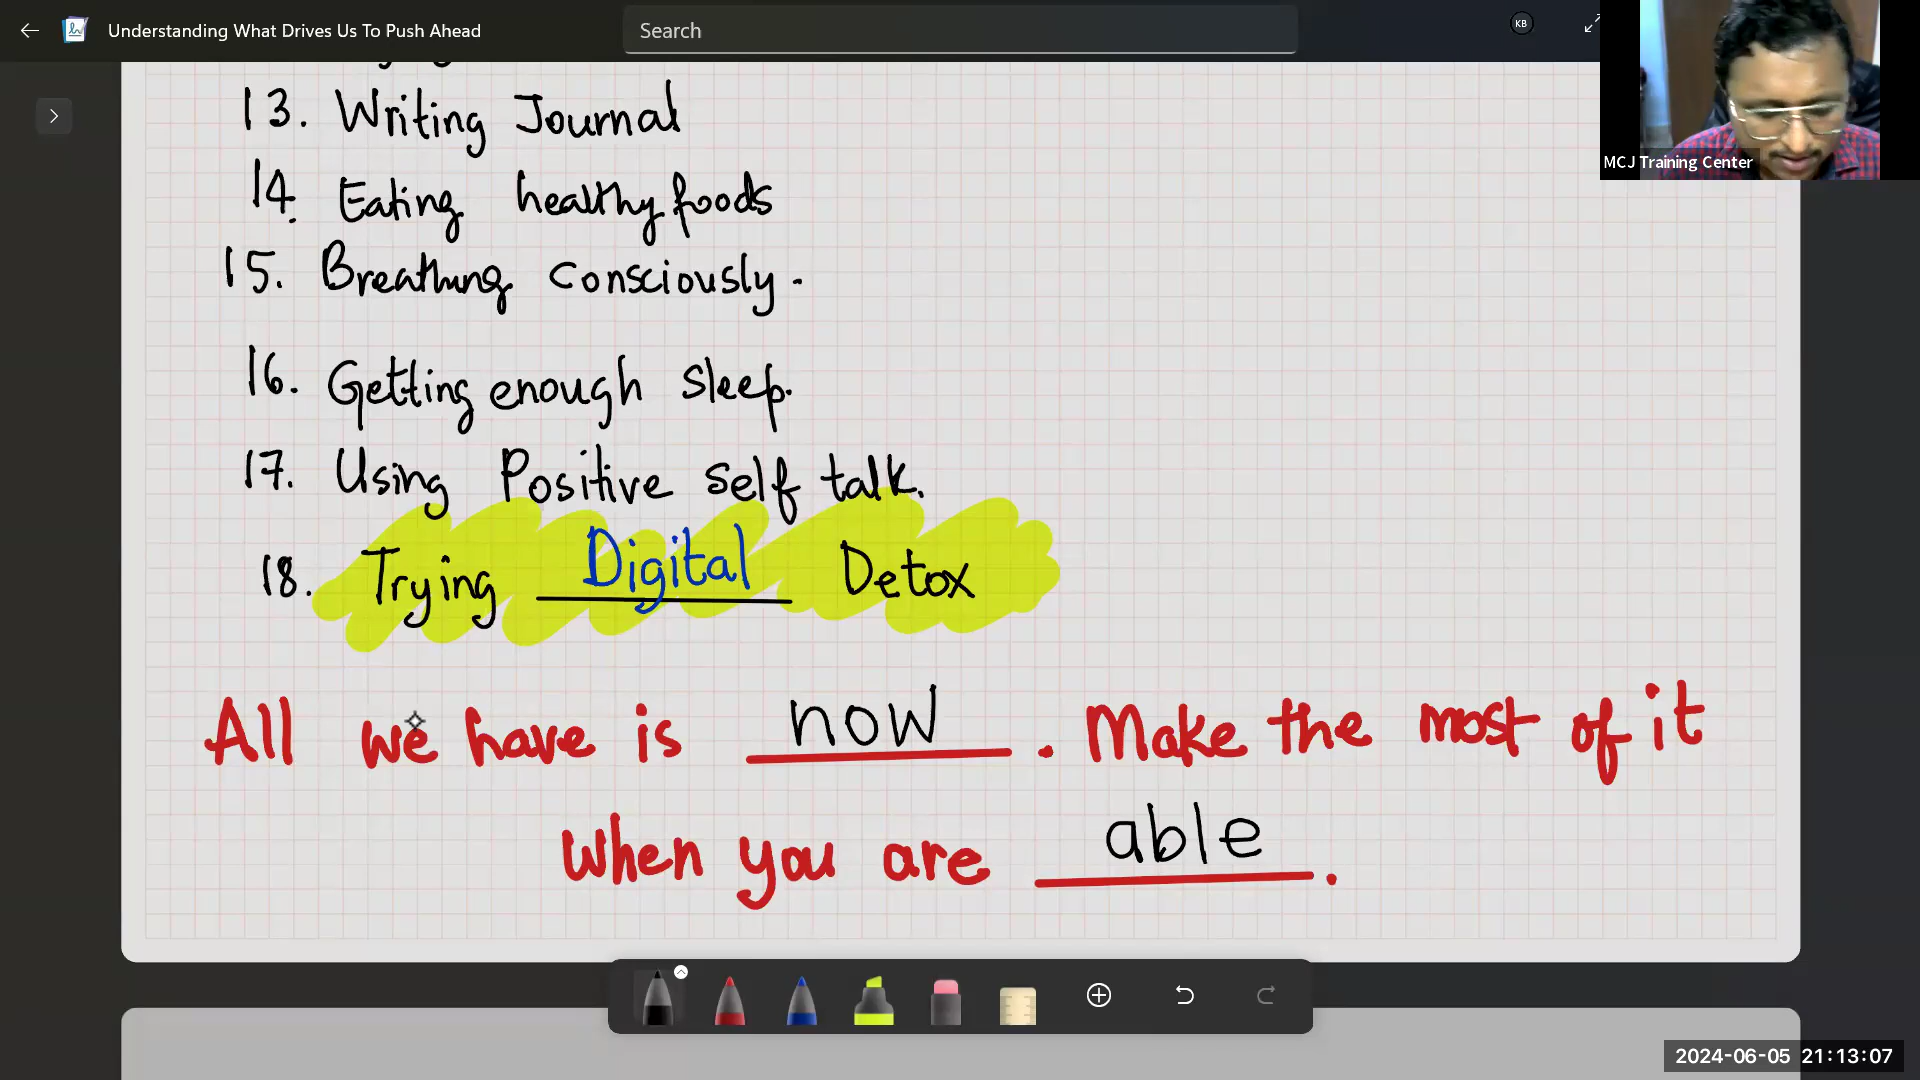 Understanding What Drives Us To Push Ahead
Search
KB
MCJ Training Center
13. Writing Journal
14. Eating healthy foods
15. Breathing Consciously.
16. Getting enough sleep.
17. Using Positive self talk.
18. Trying Digital Detox
All we have is now. Make the most of it
When you are able.
2024-06-05 21:13:07